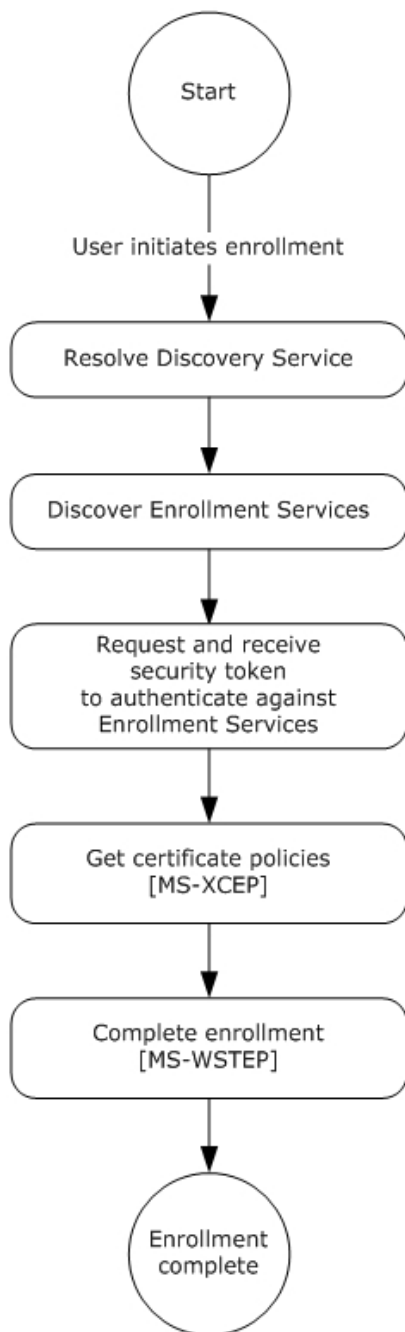 Start
User initiates enrollment
Resolve Discovery Service
Discover Enrollment Services
Request and receive
security token
to authenticate against
Enrollment Services
Get certificate policies
[MS-XCEP]
Complete enrollment
[MS-WSTEP]
Enrollment
complete